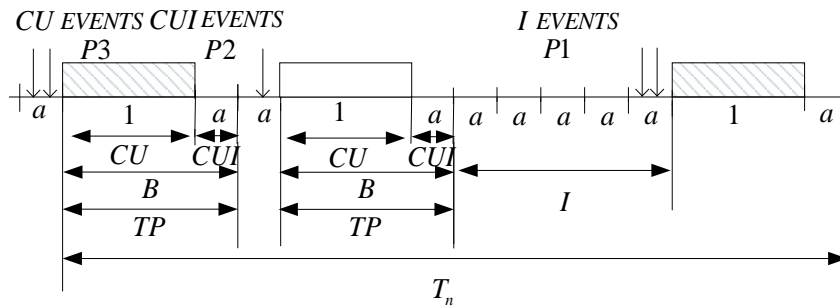 CU EVENTS CUI EVENTS I EVENTS
P3 P2 P1
a 1 a a 1 a a a a a a 1 a
CU CUI CU CUI
B B I
TP TP
Tn